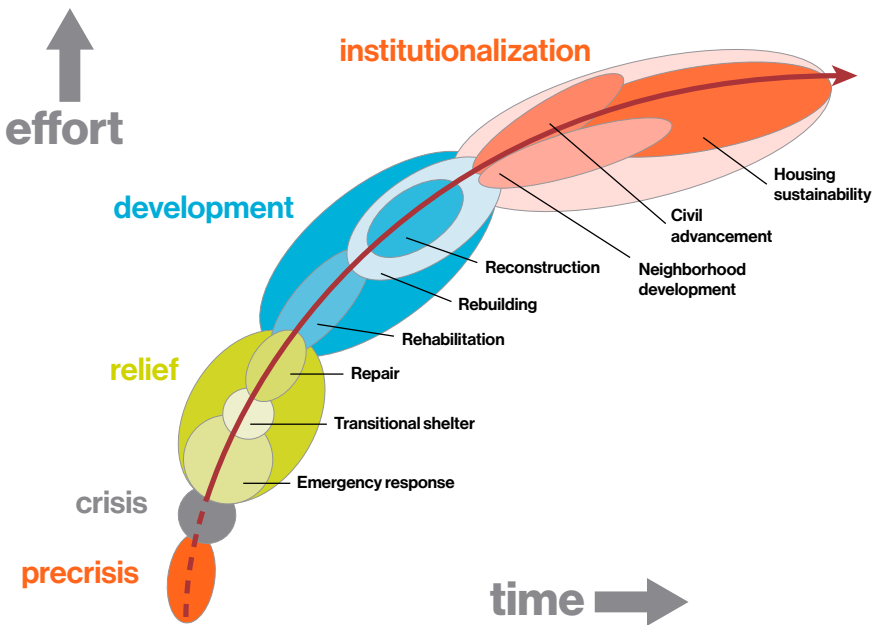 institutionalization
effort
Housing
sustainability
development
Civil
advancement
Reconstruction
Neighborhood
development
Rebuilding
Rehabilitation
relief
Repair
Transitional shelter
Emergency response
crisis
precrisis
time